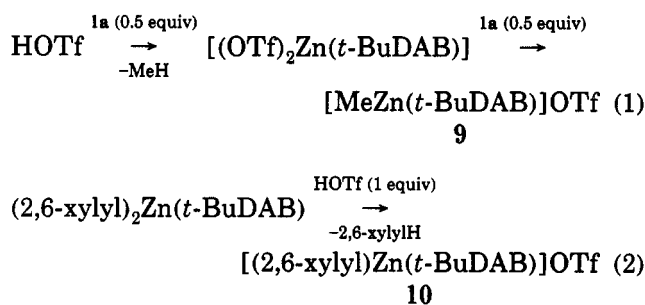 HOTf 1a (0.5 equiv) → –MeH [(OTf)₂Zn(t-BuDAB)] 1a (0.5 equiv) →
[MeZn(t-BuDAB)]OTf (1)
9
(2,6-xylyl)₂Zn(t-BuDAB) HOTf (1 equiv) → –2,6-xylylH
[(2,6-xylyl)Zn(t-BuDAB)]OTf (2)
10